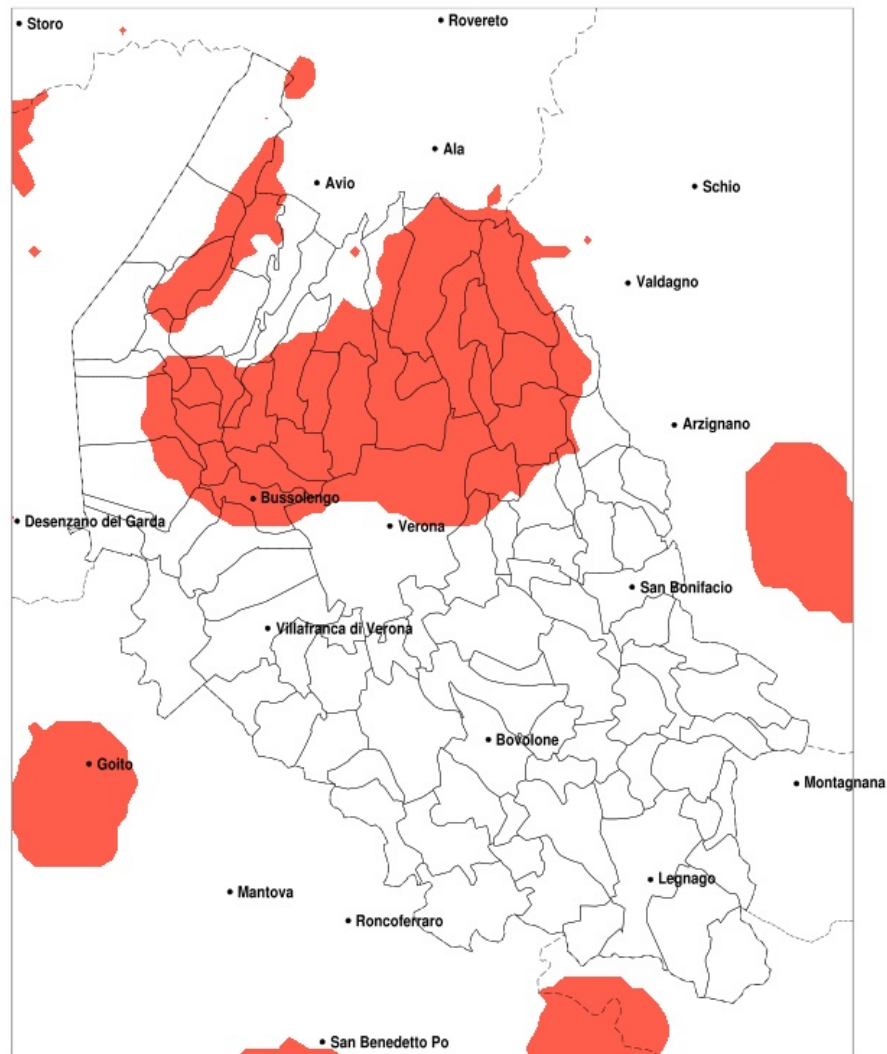 Storo
Rovereto
Ala
Avio
Schio
Valdagno
Arzignano
Bussolengo
Desenzano del Garda
Verona
San Bonifacio
Villafranca di Verona
Bovolone
Goito
Montagnana
Legnago
Mantova
Roncoferraro
San Benedetto Po